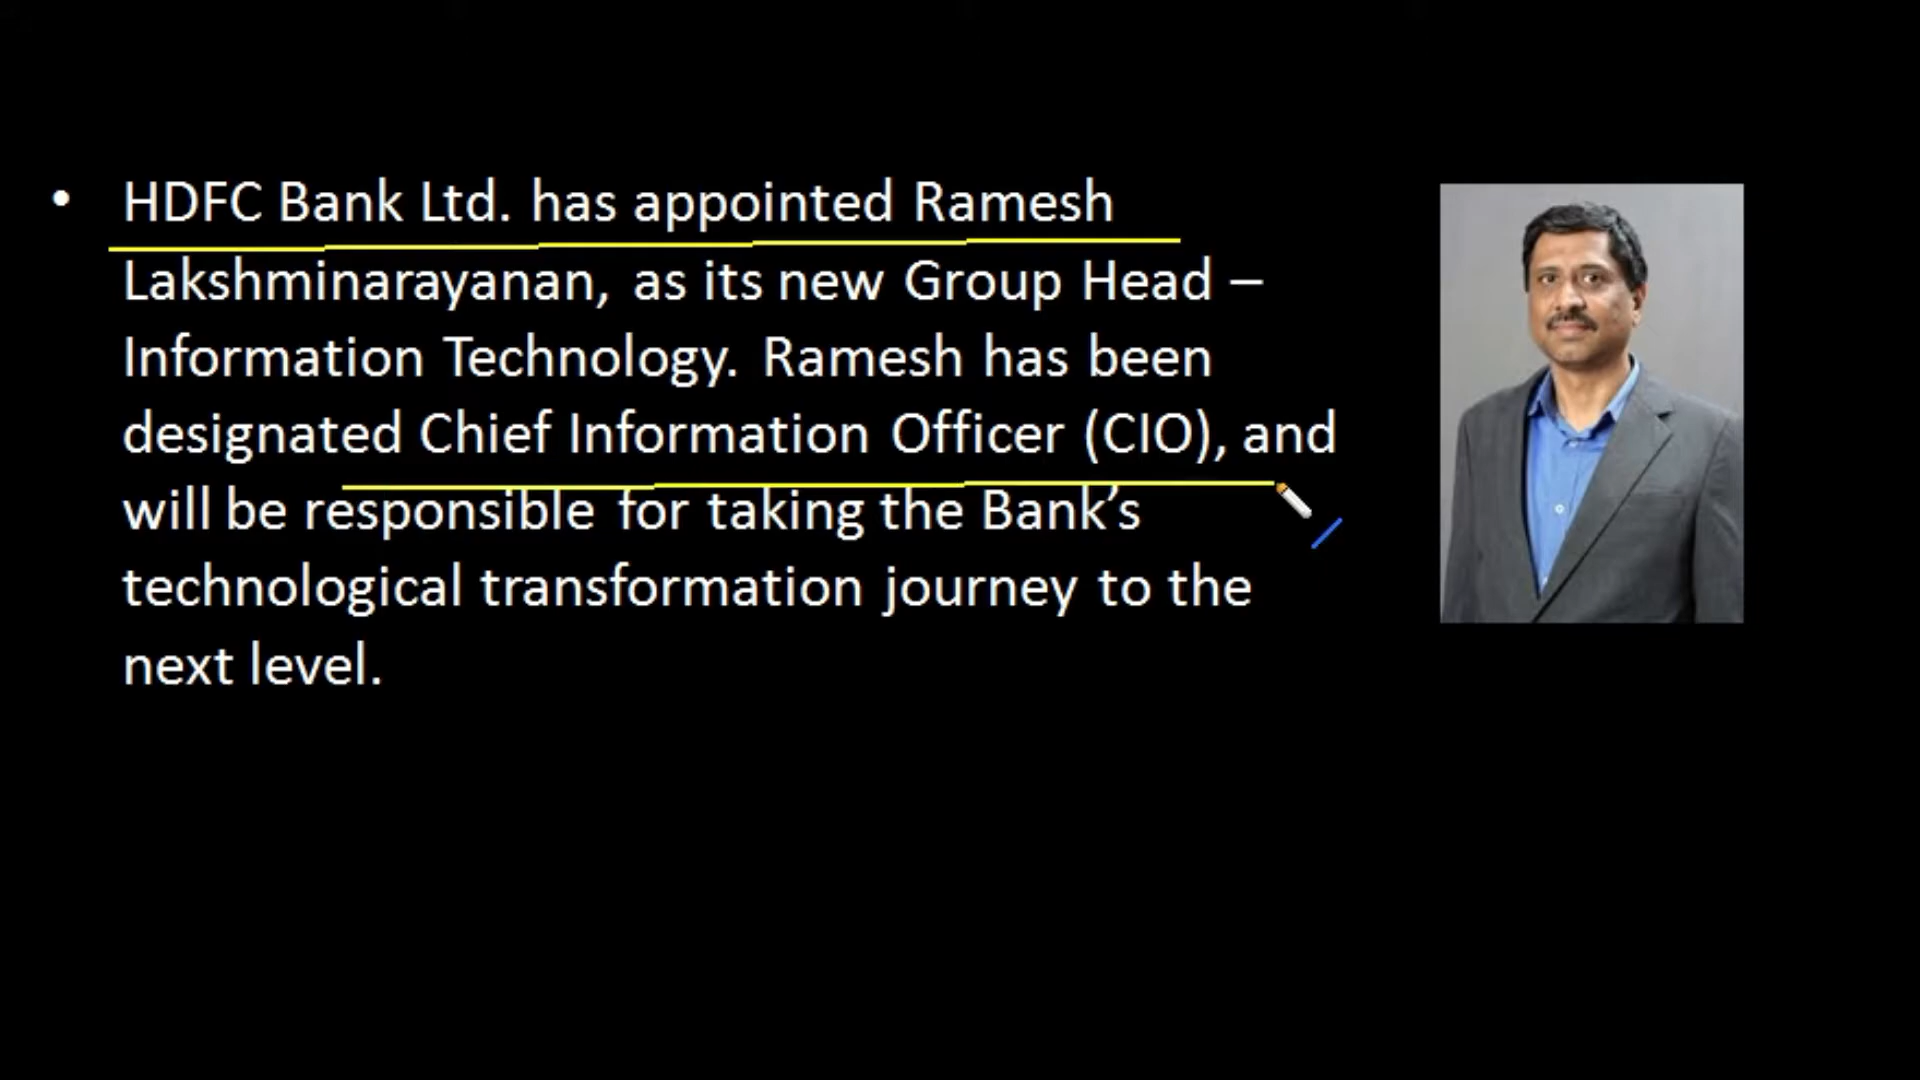 • HDFC Bank Ltd. has appointed Ramesh
Lakshminarayanan, as its new Group Head –
Information Technology. Ramesh has been
designated Chief Information Officer (CIO), and
will be responsible for taking the Bank’s
technological transformation journey to the
next level.